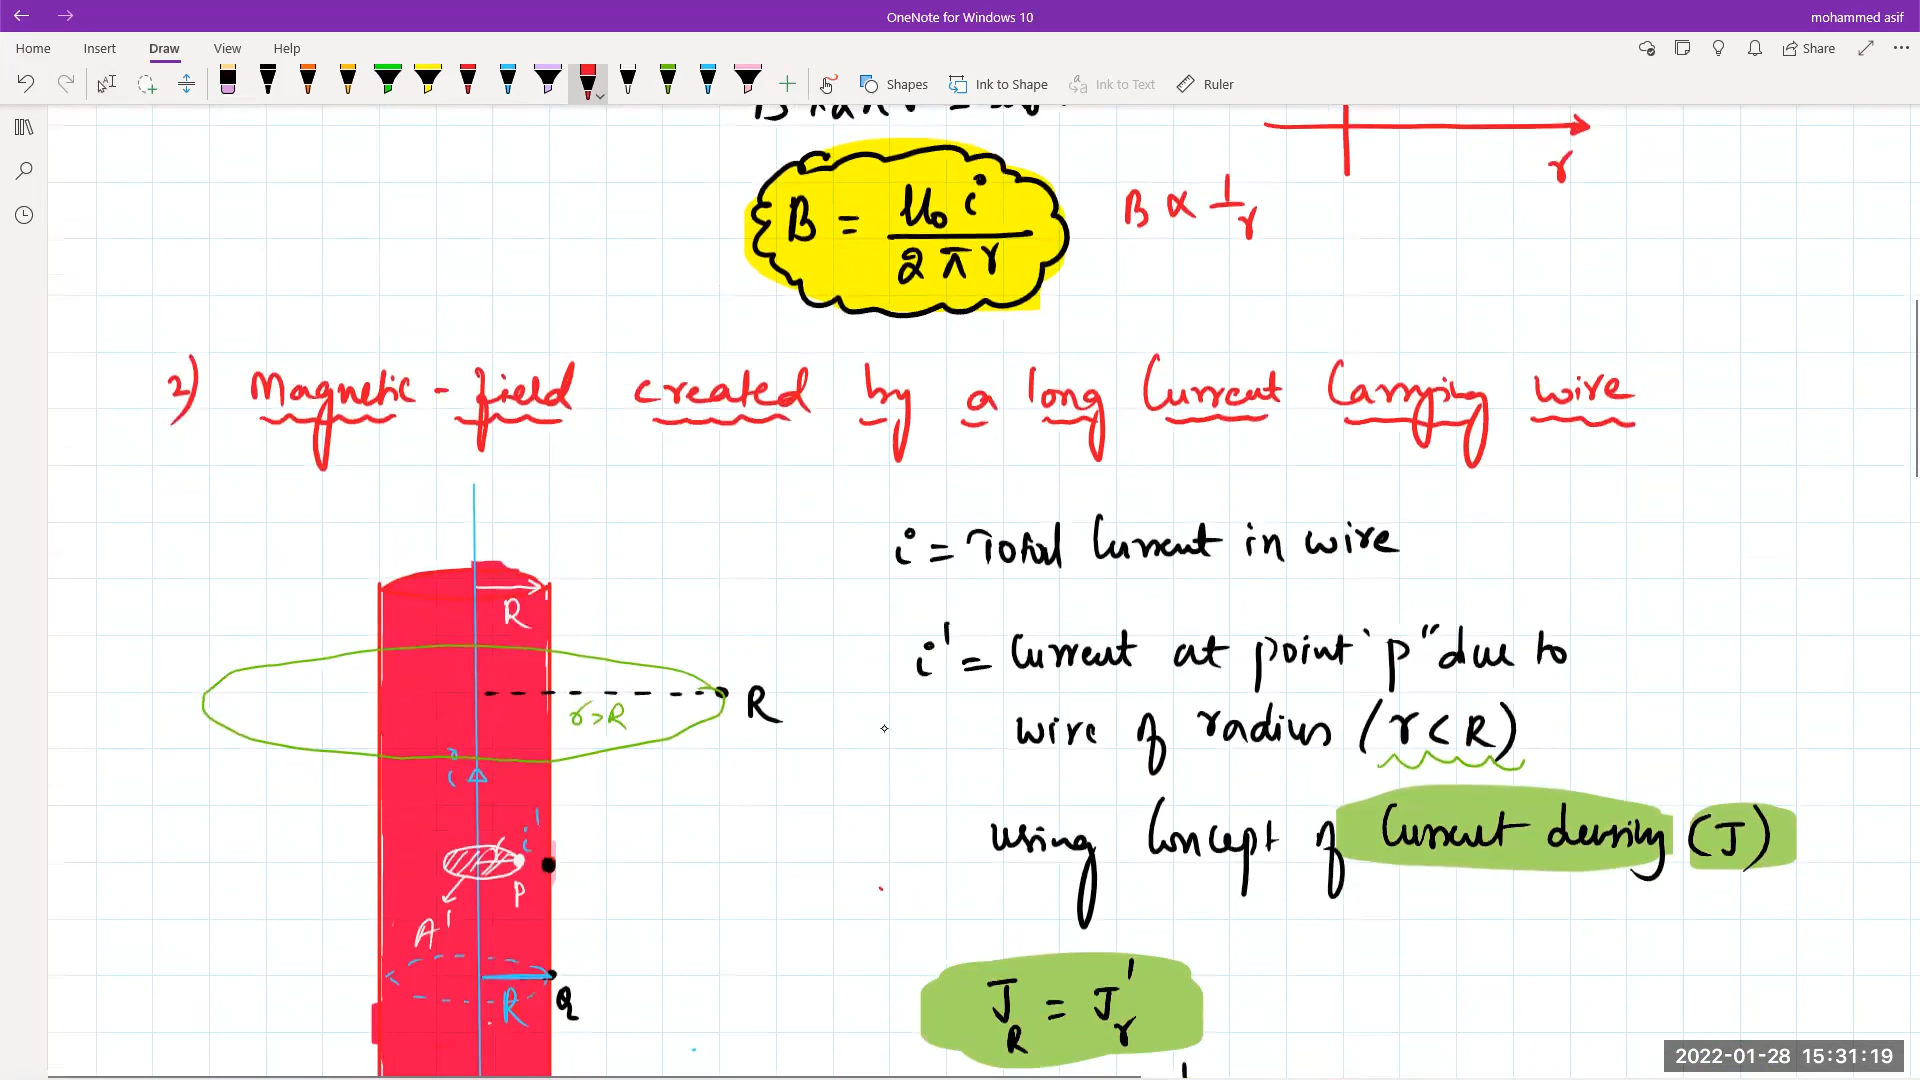 OneNote for Windows 10
mohammed asif
Home Insert Draw View Help
Share
Shapes Ink to Shape Ink to Text Ruler
B = μ₀ i / 2 π r
B ∝ 1/r
r
2) Magnetic - field created by a long Current Carrying wire
i = Total Current in wire
R
i' = Current at point 'p" due to
r>R
R
wire of radius (r < R)
i
using Concept of Current density (J)
i'
P
A'
J_R = J'_r
R
Q
2022-01-28 15:31:19